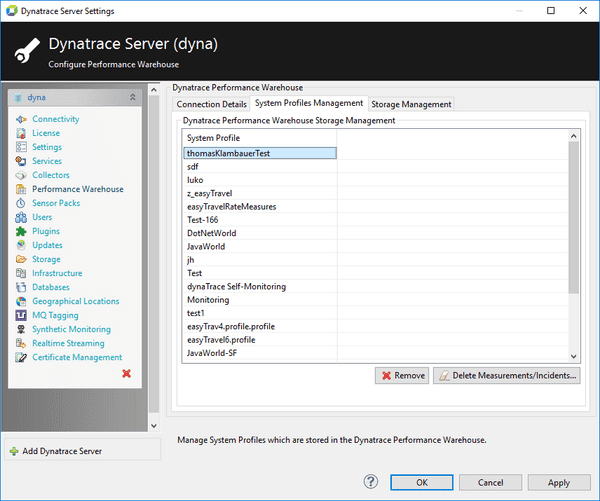 Dynatrace Server Settings
Dynatrace Server (dyna)
Configure Performance Warehouse
dyna
Connectivity
License
Settings
Services
Collectors
Performance Warehouse
Sensor Packs
Users
Plugins
Updates
Storage
Infrastructure
Databases
Geographical Locations
MQ Tagging
Synthetic Monitoring
Realtime Streaming
Certificate Management
Add Dynatrace Server
Dynatrace Performance Warehouse
Connection Details System Profiles Management Storage Management
Dynatrace Performance Warehouse Storage Management
System Profile
thomasKlambauerTest
sdf
luko
z_easyTravel
easyTravelRateMeasures
Test-166
DotNetWorld
JavaWorld
jh
Test
dynaTrace Self-Monitoring
Monitoring
test1
easyTrav4.profile.profile
easyTravel6.profile
JavaWorld-SF
Remove Delete Measurements/Incidents...
Manage System Profiles which are stored in the Dynatrace Performance Warehouse.
? OK Cancel Apply